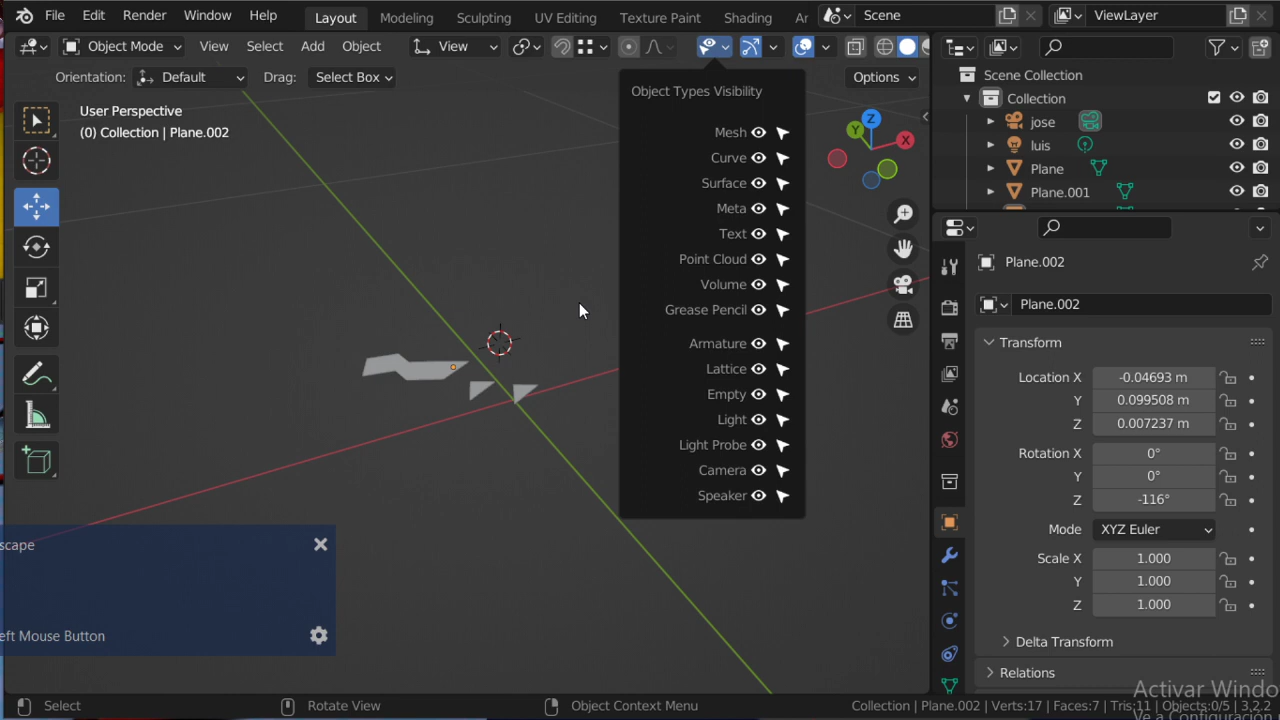 File Edit Render Window Help Layout Modeling Sculpting UV Editing Texture Paint Shading Scene ViewLayer
Object Mode View Select Add Object View
Orientation: Default Drag: Select Box Options
User Perspective
(0) Collection | Plane.002
Object Types Visibility
Mesh
Curve
Surface
Meta
Text
Point Cloud
Volume
Grease Pencil
Armature
Lattice
Empty
Light
Light Probe
Camera
Speaker
Z
Y
X
Scene Collection
Collection
jose
luis
Plane
Plane.001
Plane.002
Plane.002
Transform
Location X -0.04693 m
Y 0.099508 m
Z 0.007237 m
Rotation X 0°
Y 0°
Z -116°
Mode XYZ Euler
Scale X 1.000
Y 1.000
Z 1.000
Delta Transform
Relations
scape
eft Mouse Button
Activar Windo
Select Rotate View Object Context Menu Collection | Plane.002 | Verts:17 | Faces:7 | Tris:11 | Objects:0/5 | 3.2.2